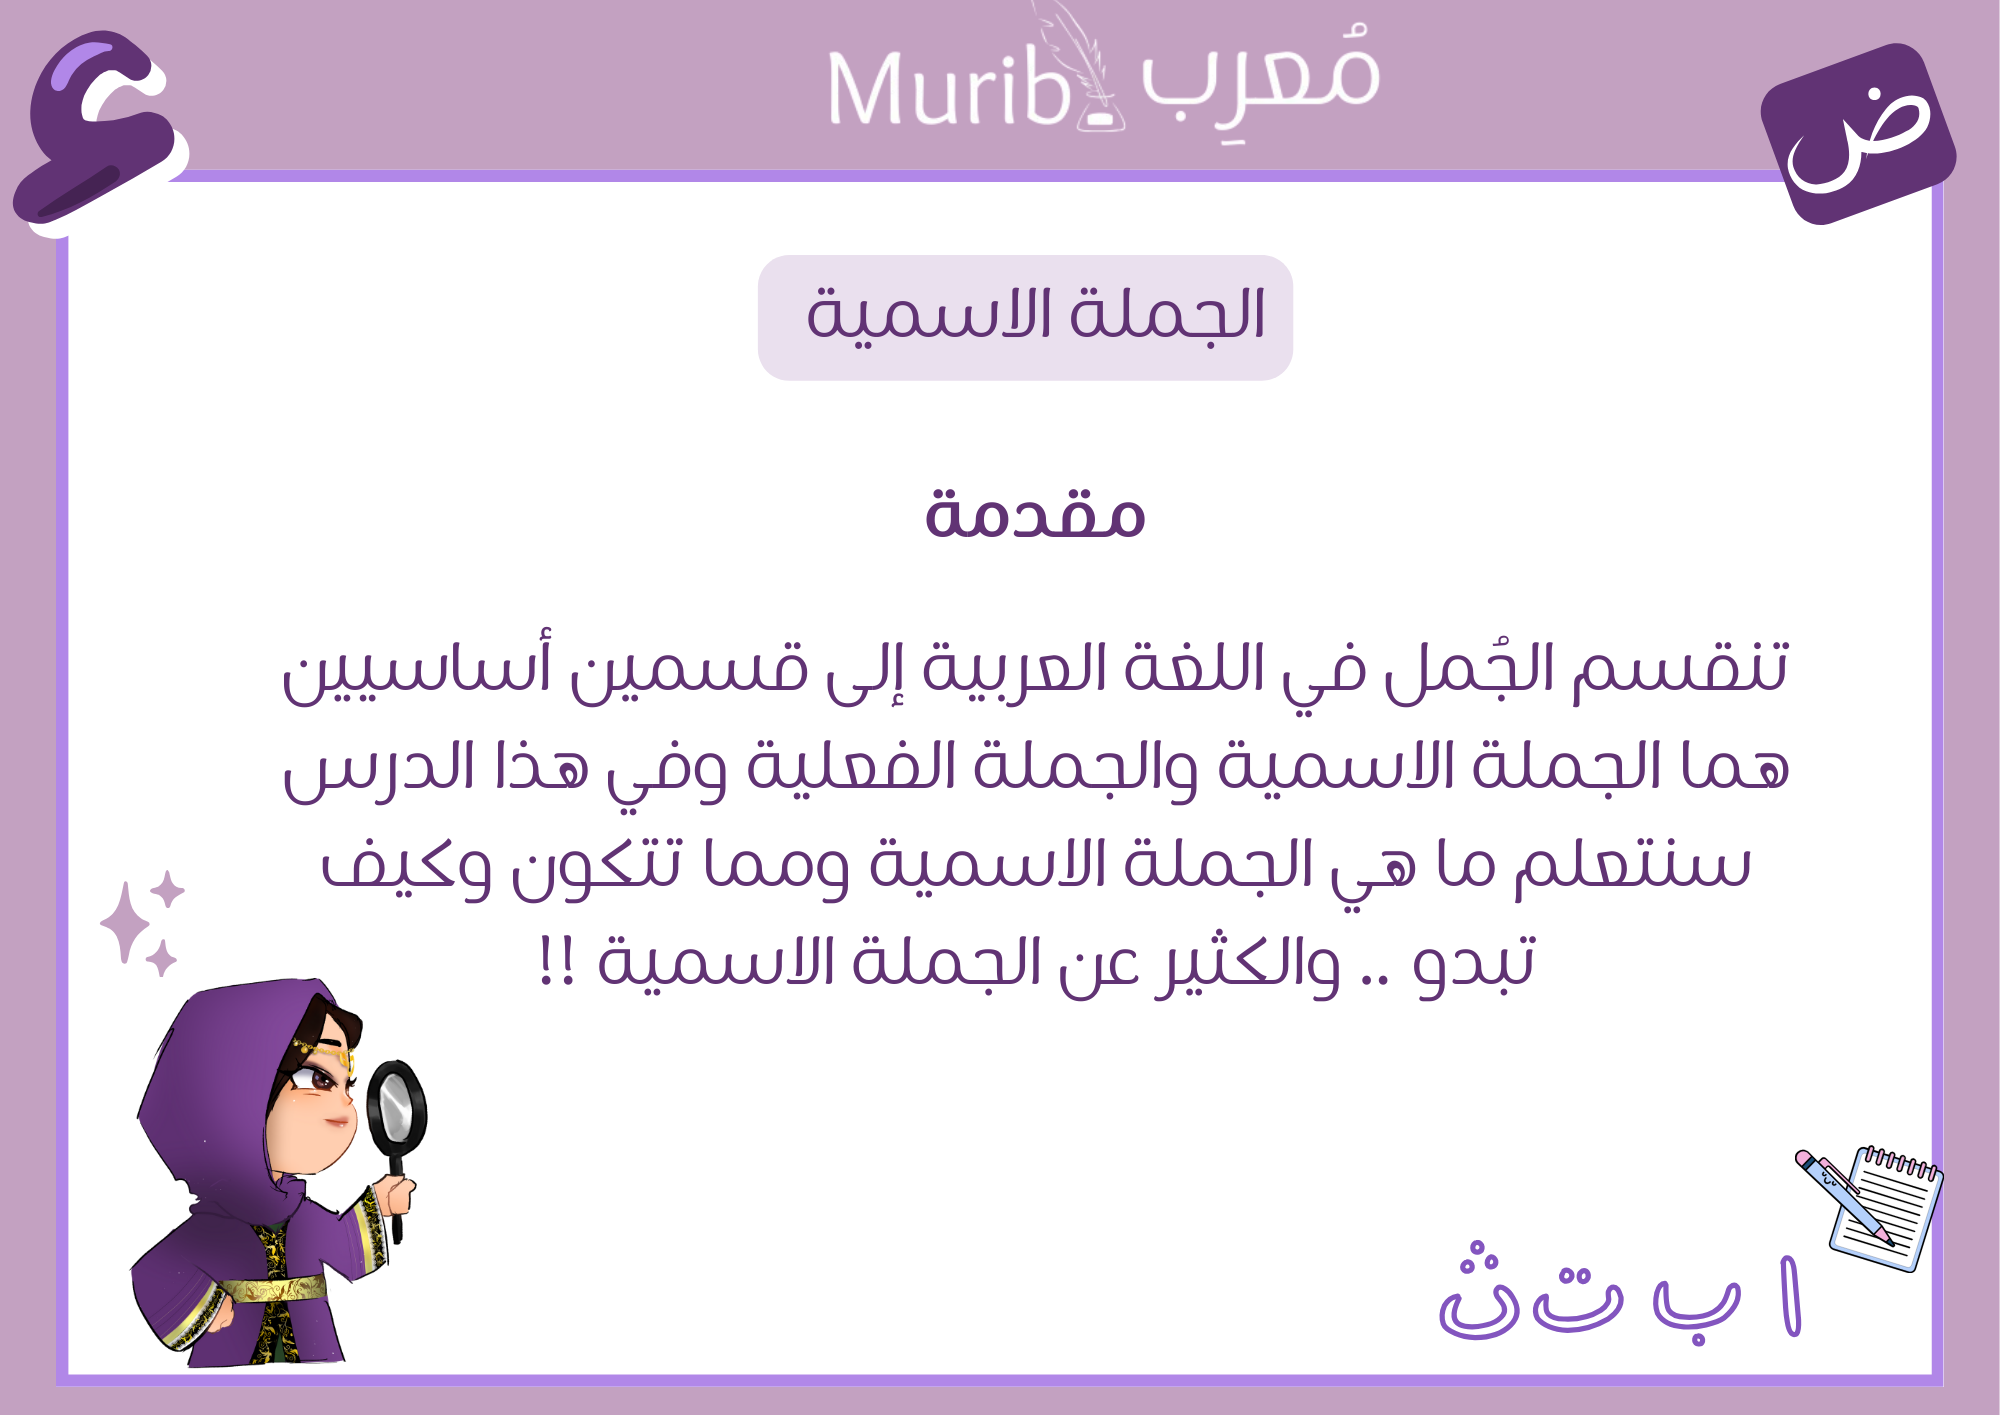 Murib مُعرِب
ع
ض
الجملة الاسمية
مقدمة
تنقسم الجُمل في اللغة العربية إلى قسمين أساسيين
هما الجملة الاسمية والجملة الفعلية وفي هذا الدرس
سنتعلم ما هي الجملة الاسمية ومما تتكون وكيف
تبدو .. والكثير عن الجملة الاسمية !!
ا ب ت ث